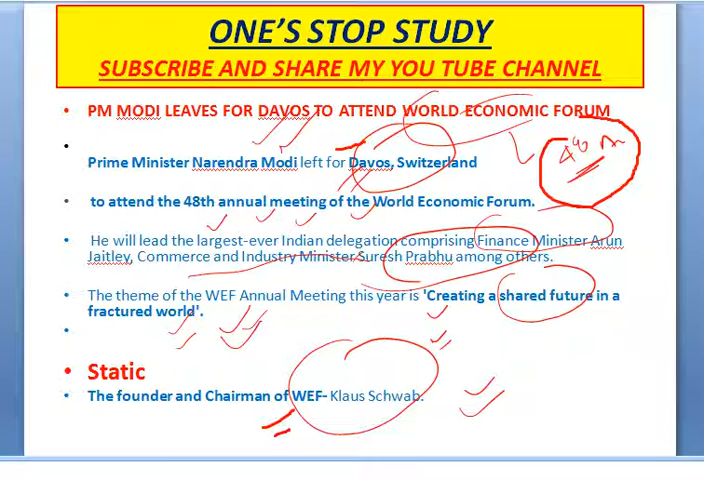 ONE'S STOP STUDY
SUBSCRIBE AND SHARE MY YOU TUBE CHANNEL
PM MODI LEAVES FOR DAVOS TO ATTEND WORLD ECONOMIC FORUM
Prime Minister Narendra Modi left for Davos, Switzerland
to attend the 48th annual meeting of the World Economic Forum.
He will lead the largest-ever Indian delegation comprising Finance Minister Arun
Jaitley, Commerce and Industry Minister Suresh Prabhu among others.
The theme of the WEF Annual Meeting this year is 'Creating a shared future in a
fractured world'.
Static
The founder and Chairman of WEF- Klaus Schwab.